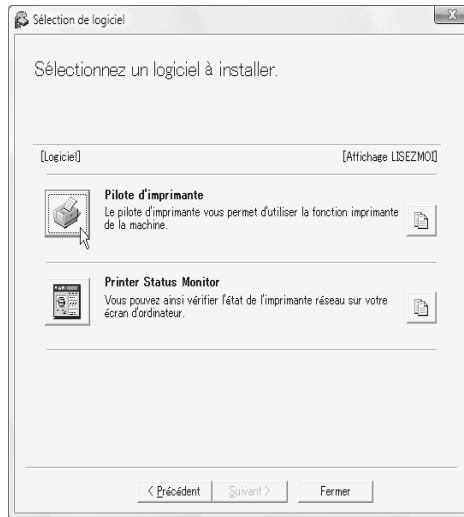 Sélection de logiciel
Sélectionnez un logiciel à installer.
[Logiciel] [Affichage LISEZMOI]
Pilote d'imprimante
Le pilote d'imprimante vous permet d'utiliser la fonction imprimante
de la machine.
Printer Status Monitor
Vous pouvez ainsi vérifier l'état de l'imprimante réseau sur votre
écran d'ordinateur.
< Précédent Suivant > Fermer